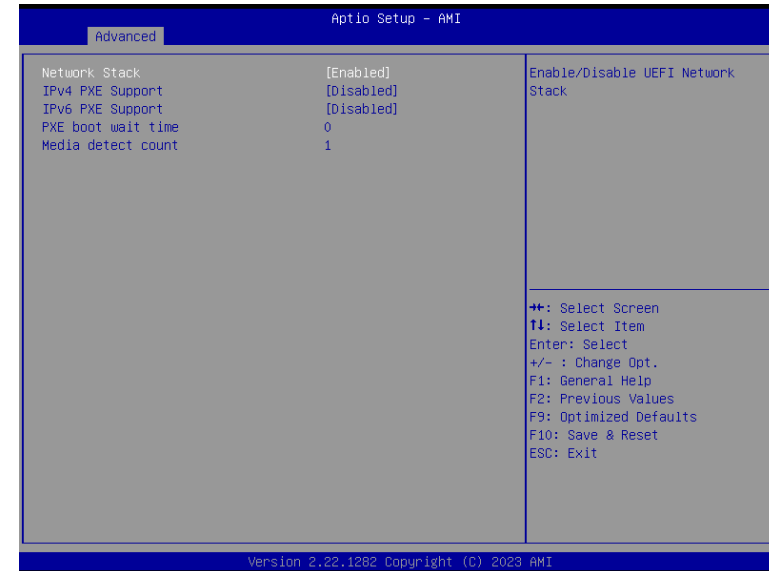 Aptio Setup – AMI
Advanced
Network Stack [Enabled]
IPv4 PXE Support [Disabled]
IPv6 PXE Support [Disabled]
PXE boot wait time 0
Media detect count 1
Enable/Disable UEFI Network
Stack
→←: Select Screen
↑↓: Select Item
Enter: Select
+/- : Change Opt.
F1: General Help
F2: Previous Values
F9: Optimized Defaults
F10: Save & Reset
ESC: Exit
Version 2.22.1282 Copyright (C) 2023 AMI